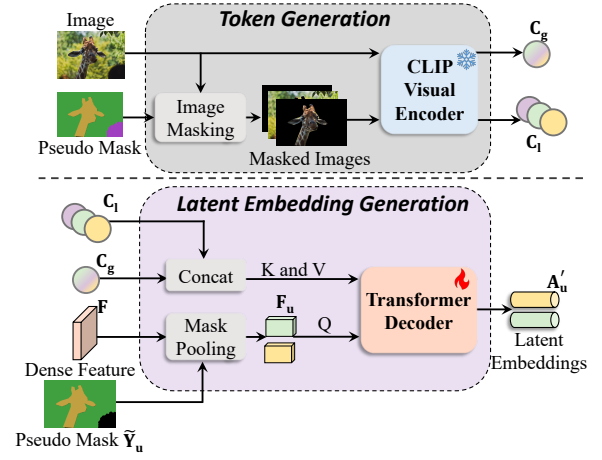 Token Generation
Image
C_g
CLIP
Visual
Encoder
Image
Masking
Pseudo Mask
Masked Images
C_l
Latent Embedding Generation
C_l
C_g
Concat
K and V
F
F_u
Transformer
Decoder
A'_u
Mask
Pooling
Q
Latent
Embeddings
Dense Feature
Pseudo Mask Ỹ_u